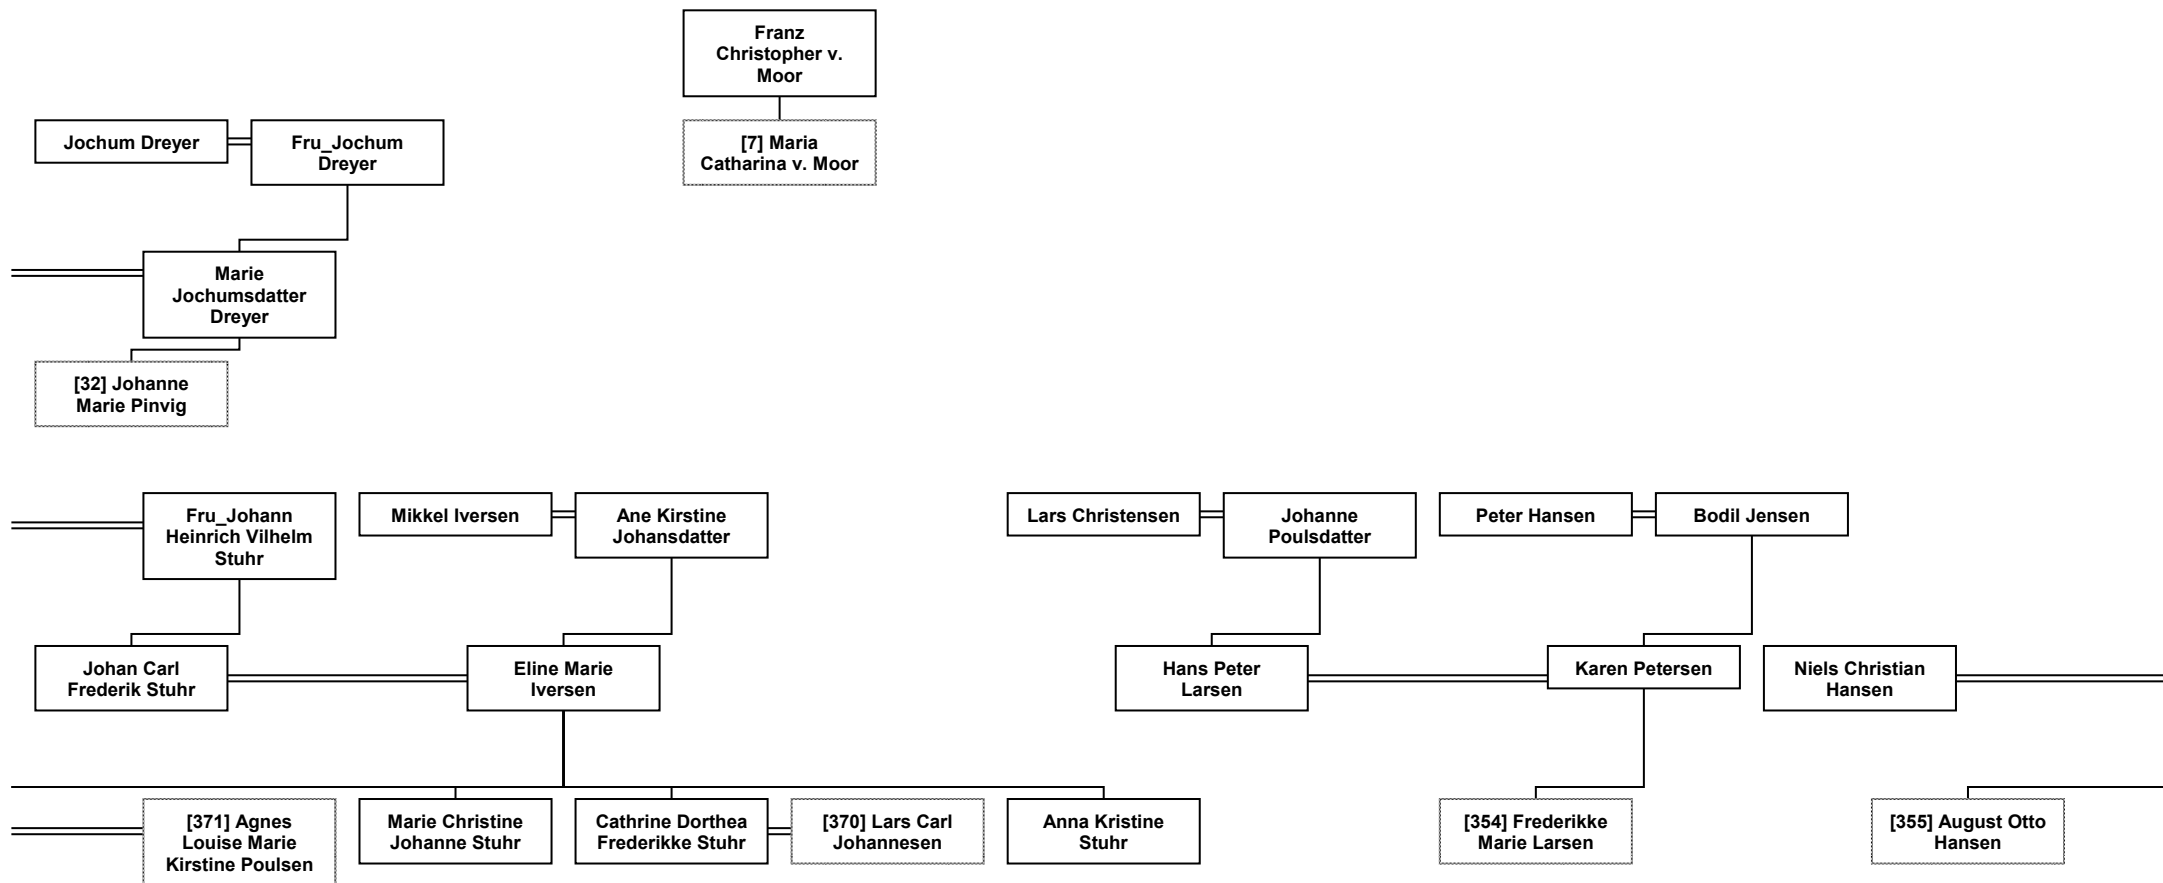 Franz
Christopher v.
Moor
Jochum Dreyer
Fru_Jochum
Dreyer
[7] Maria
Catharina v. Moor
Marie
Jochumsdatter
Dreyer
[32] Johanne
Marie Pinvig
Fru_Johann
Heinrich Vilhelm
Stuhr
Mikkel Iversen
Ane Kirstine
Johansdatter
Lars Christensen
Johanne
Poulsdatter
Peter Hansen
Bodil Jensen
Johan Carl
Frederik Stuhr
Eline Marie
Iversen
Hans Peter
Larsen
Karen Petersen
Niels Christian
Hansen
[371] Agnes
Louise Marie
Kirstine Poulsen
Marie Christine
Johanne Stuhr
Cathrine Dorthea
Frederikke Stuhr
[370] Lars Carl
Johannesen
Anna Kristine
Stuhr
[354] Frederikke
Marie Larsen
[355] August Otto
Hansen